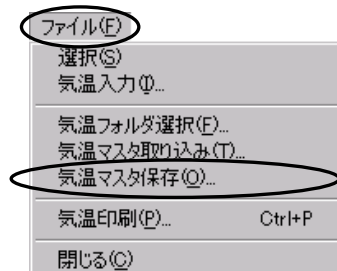 ファイル(F)
選択(S)
気温入力(I)...
気温フォルダ選択(F)...
気温マスタ取り込み(T)...
気温マスタ保存(O)...
気温印刷(P)... Ctrl+P
閉じる(C)